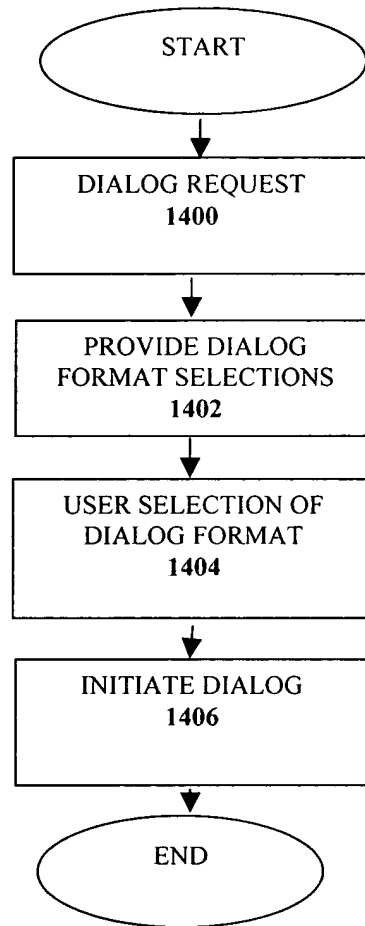 START
DIALOG REQUEST
1400
PROVIDE DIALOG
FORMAT SELECTIONS
1402
USER SELECTION OF
DIALOG FORMAT
1404
INITIATE DIALOG
1406
END